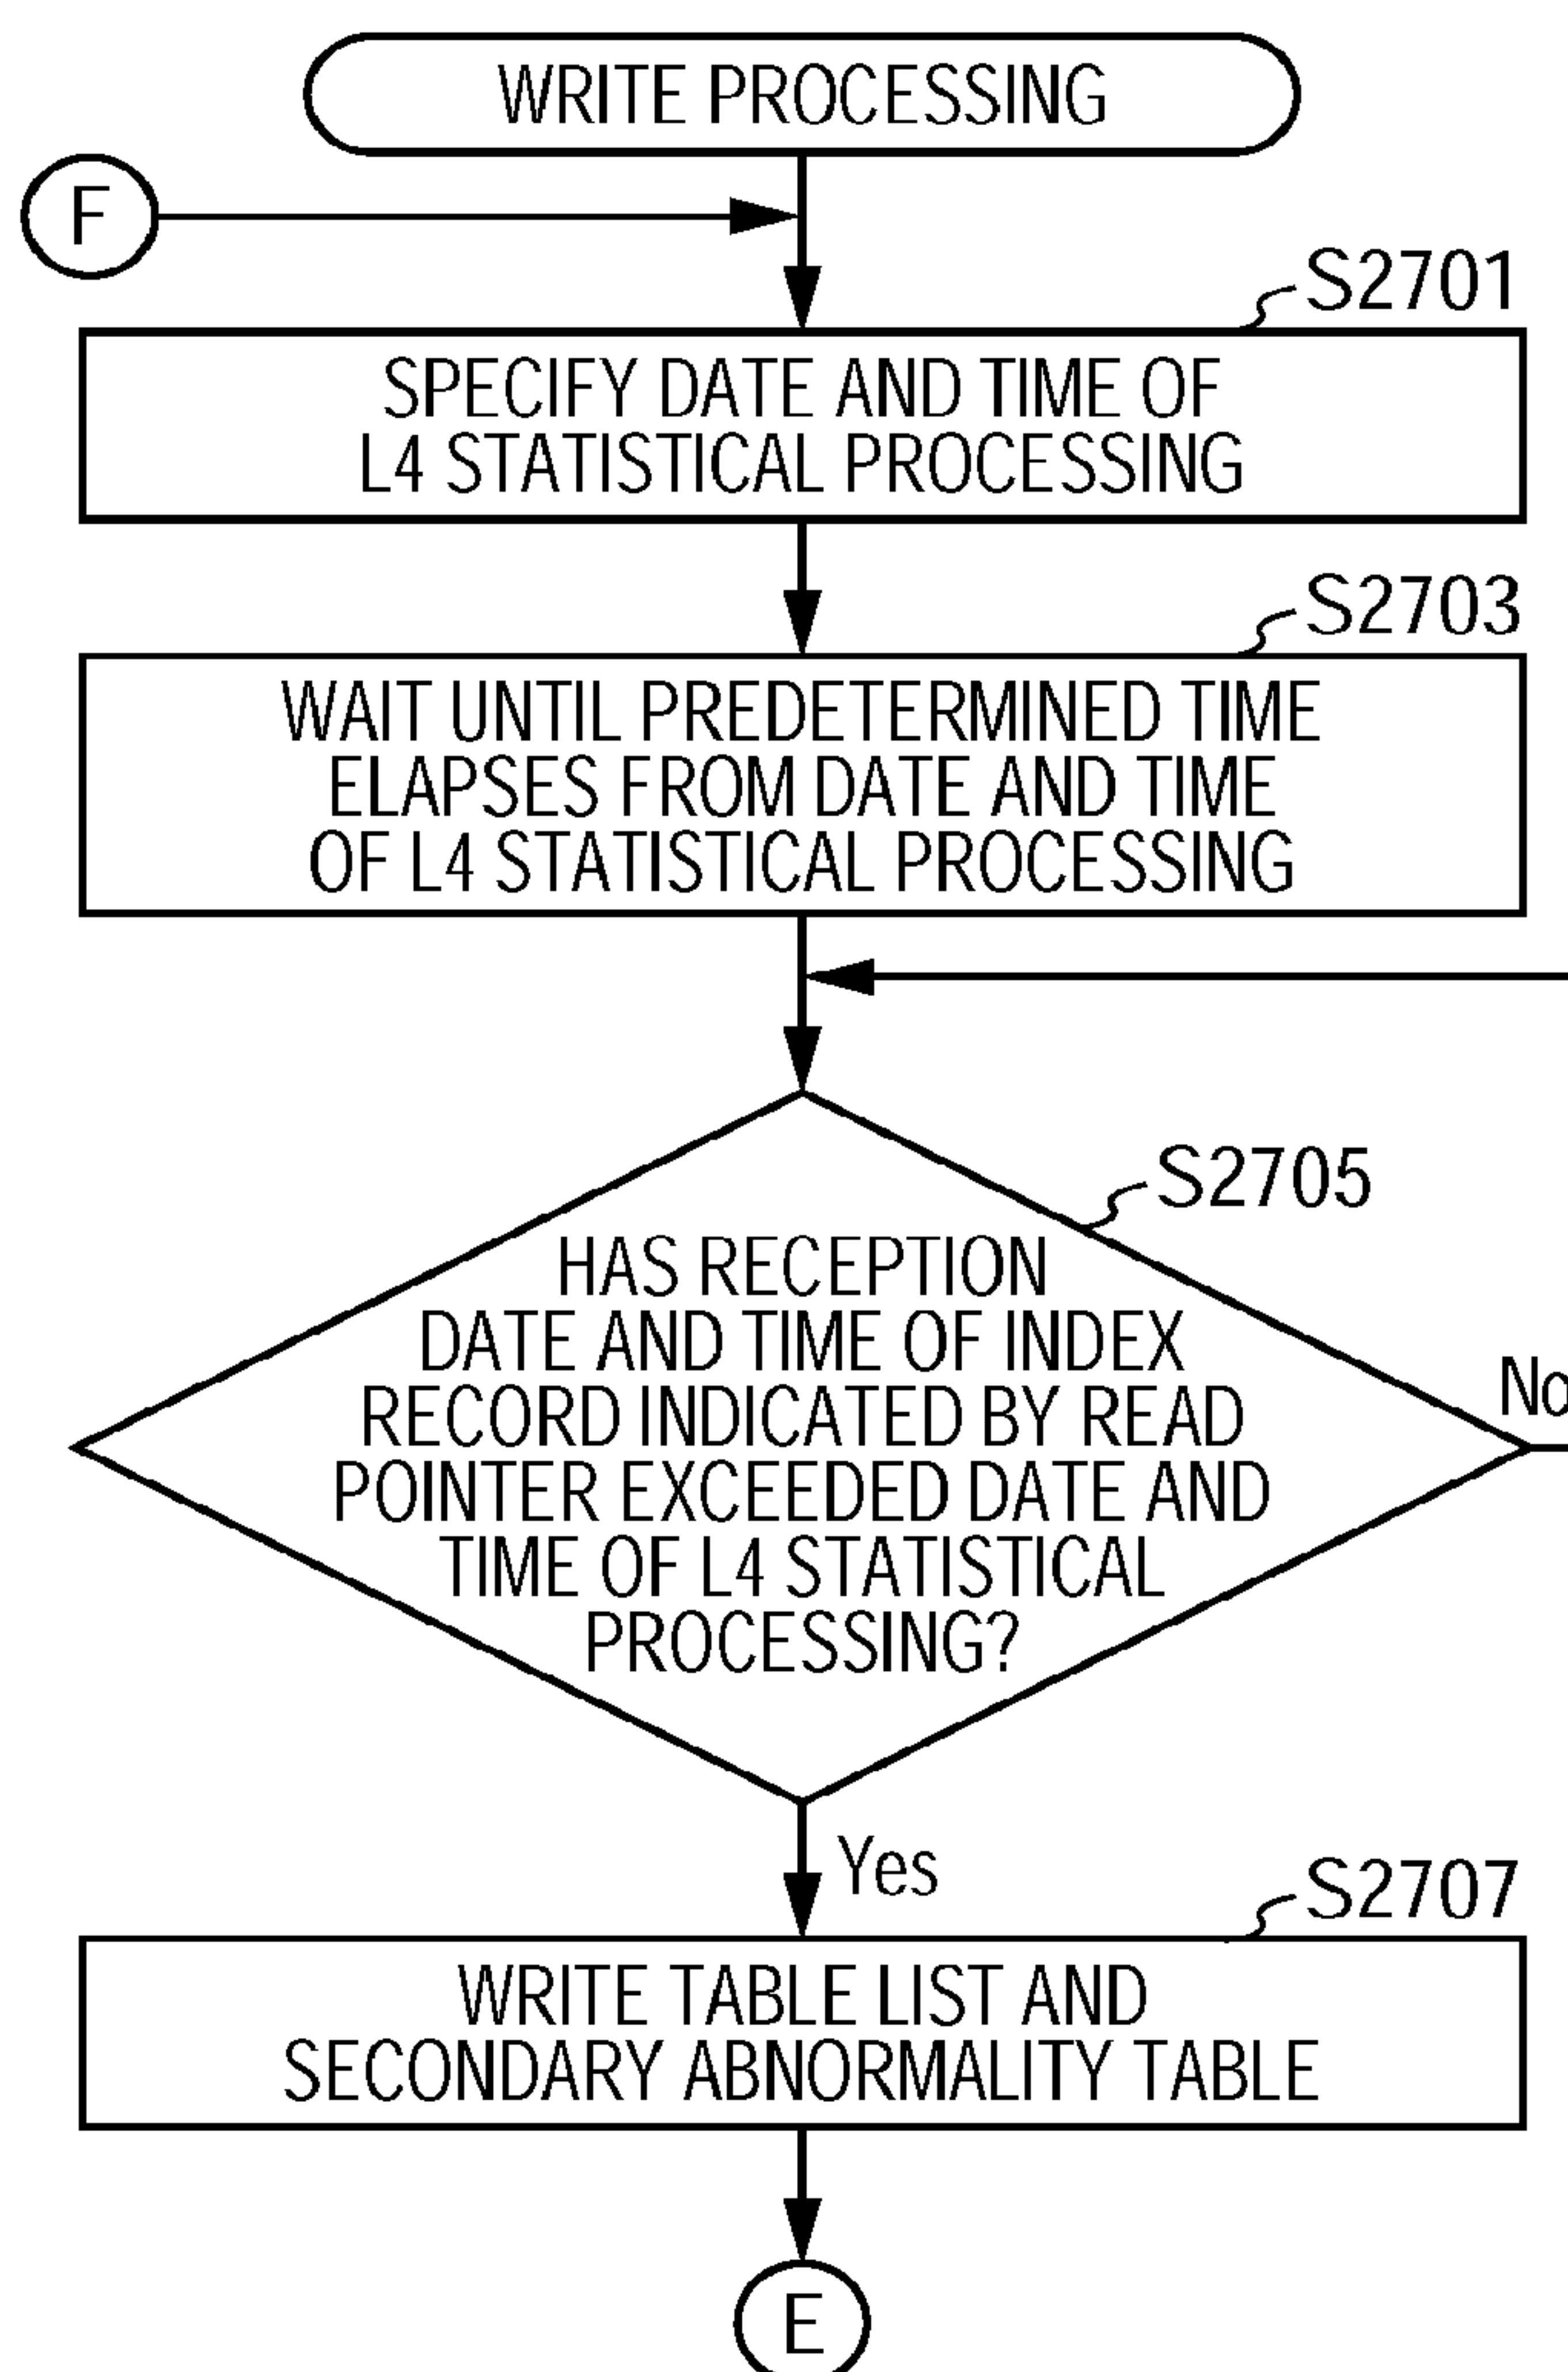 WRITE PROCESSING
F
S2701
SPECIFY DATE AND TIME OF
L4 STATISTICAL PROCESSING
S2703
WAIT UNTIL PREDETERMINED TIME
ELAPSES FROM DATE AND TIME
OF L4 STATISTICAL PROCESSING
S2705
HAS RECEPTION
DATE AND TIME OF INDEX
RECORD INDICATED BY READ
POINTER EXCEEDED DATE AND
TIME OF L4 STATISTICAL
PROCESSING?
No
Yes
S2707
WRITE TABLE LIST AND
SECONDARY ABNORMALITY TABLE
E